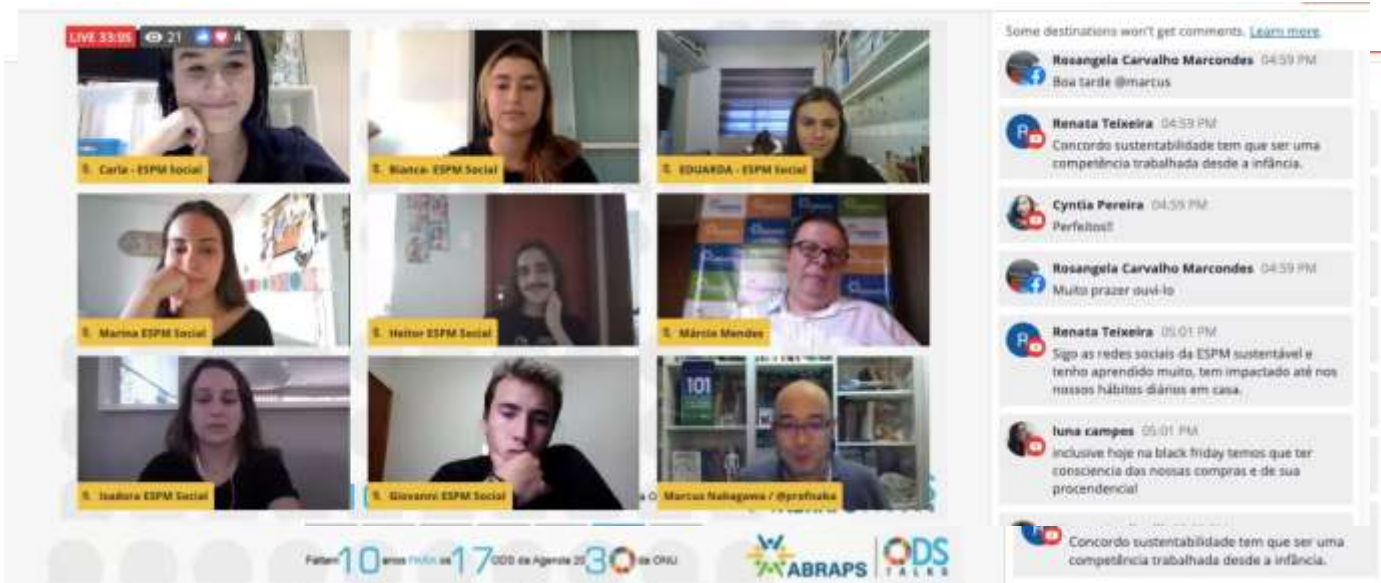 LIVE 33:05 21 4
Carla - ESPM Social
Bianca- ESPM Social
EDUARDA - ESPM Social
Marina ESPM Social
Heitor ESPM Social
Márcio Mendes
101
Isadora ESPM Social
Giovanni ESPM Social
Marcus Nakagawa / @profnaka
Faltam 10 anos PARA os 17 ODS da Agenda 2030 da ONU
ABRAPS
ODS
TALKS
Some destinations won't get comments. Learn more.
Rosangela Carvalho Marcondes 04:59 PM
Boa tarde @marcus
Renata Teixeira 04:59 PM
Concordo sustentabilidade tem que ser uma
competência trabalhada desde a infância.
Cyntia Pereira 04:59 PM
Perfeitos!!
Rosangela Carvalho Marcondes 04:59 PM
Muito prazer ouvi-lo
Renata Teixeira 05:01 PM
Sigo as redes sociais da ESPM sustentável e
tenho aprendido muito, tem impactado até nos
nossos hábitos diários em casa.
luna campos 05:01 PM
inclusive hoje na black friday temos que ter
consciencia das nossas compras e de sua
procendencial
Concordo sustentabilidade tem que ser uma
competência trabalhada desde a infância.